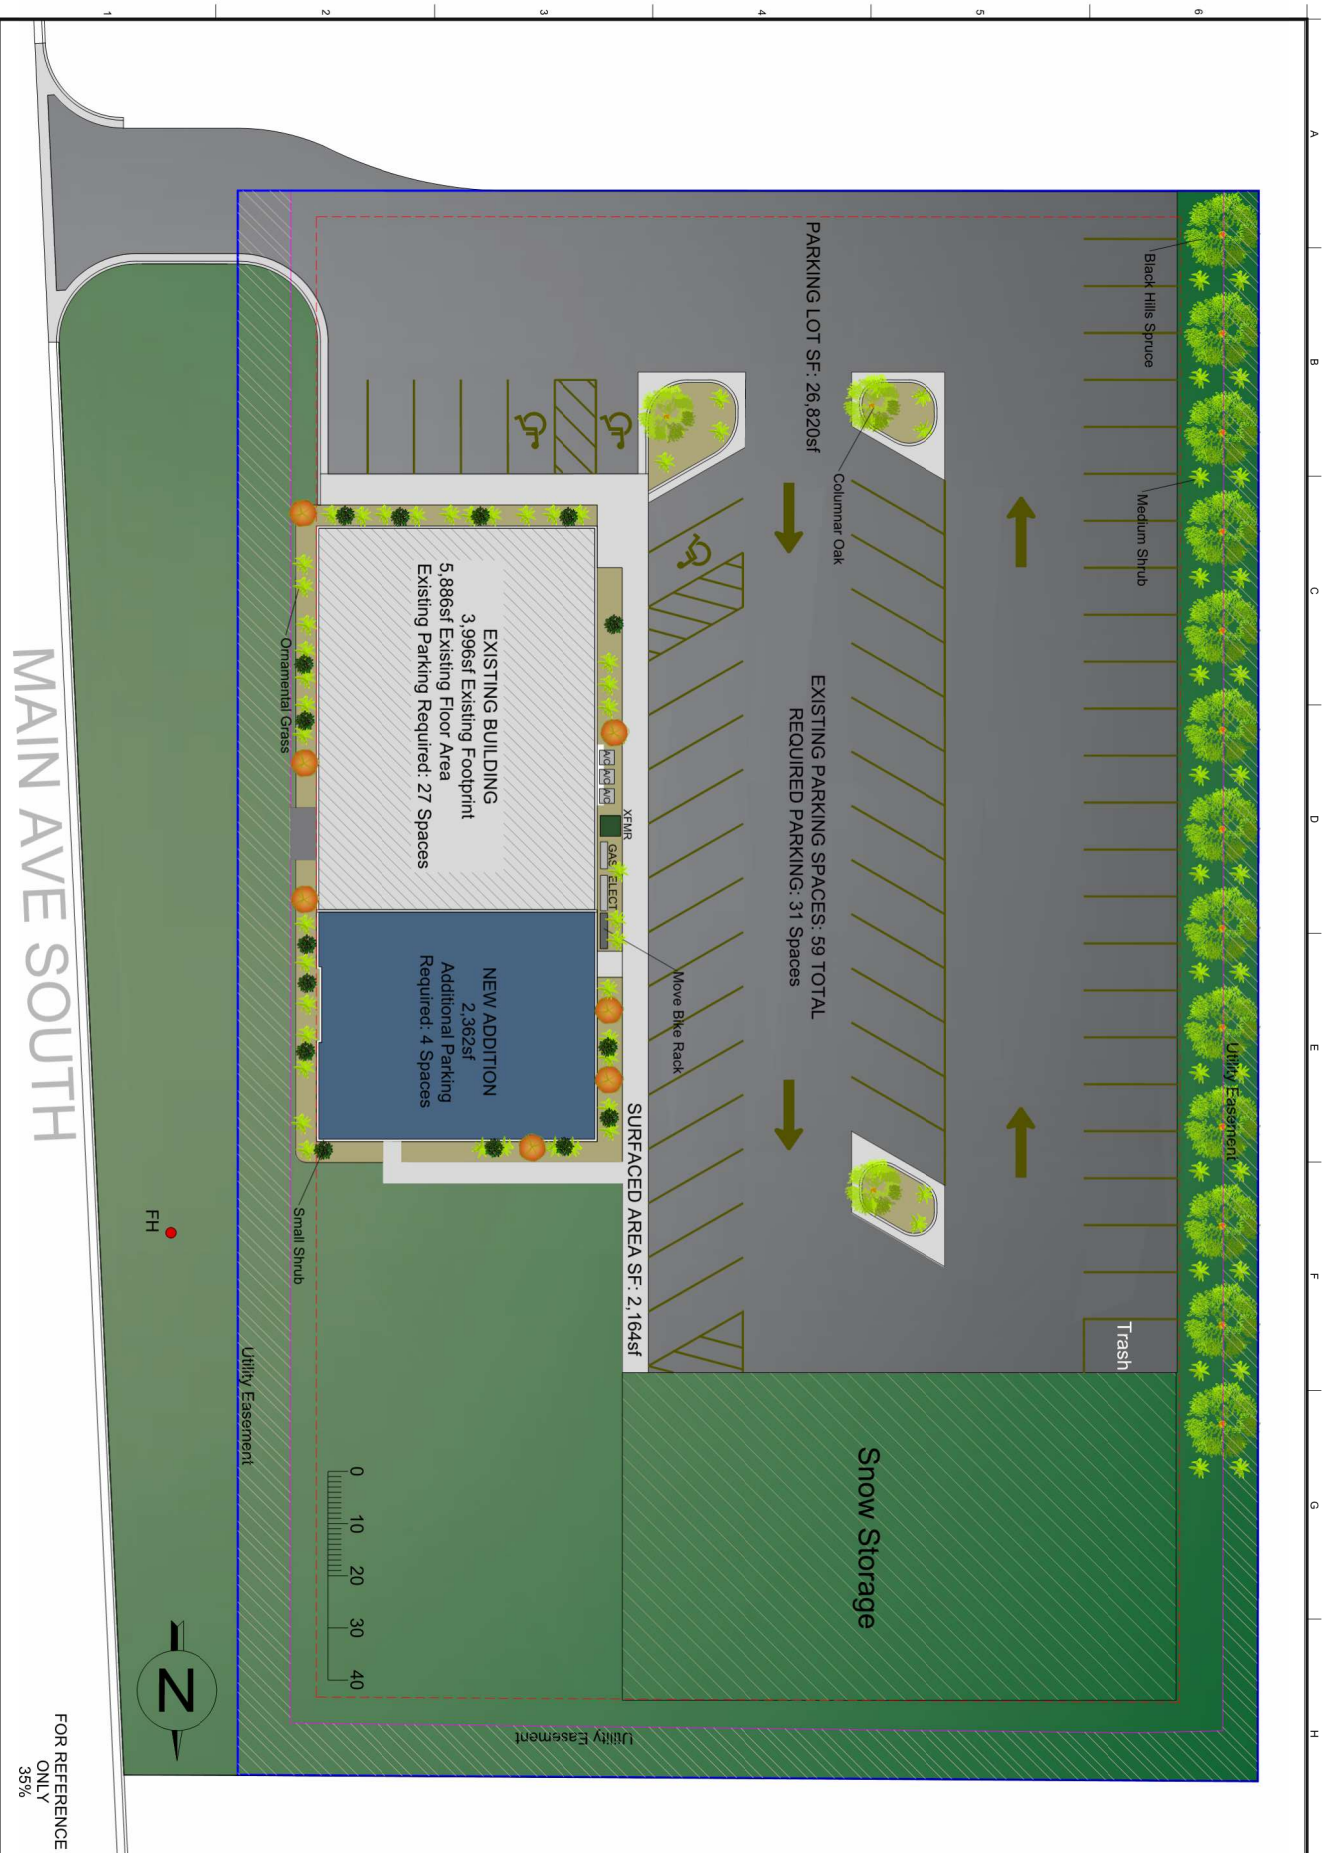 1
2
3
4
5
6
A
B
C
D
E
F
G
H
Black Hills Spruce
Medium Shrub
Utility Easement
Trash
PARKING LOT SF: 26,820sf
Columnar Oak
EXISTING PARKING SPACES: 59 TOTAL
REQUIRED PARKING: 31 Spaces
Snow Storage
Move Bike Rack
SURFACED AREA SF: 2,164sf
XFMR
A/C
A/C
A/C
GAS
ELECT
EXISTING BUILDING
3,996sf Existing Footprint
5,886sf Existing Floor Area
Existing Parking Required: 27 Spaces
NEW ADDITION
2,362sf
Additional Parking
Required: 4 Spaces
Ornamental Grass
Small Shrub
Utility Easement
Utility Easement
0 10 20 30 40
FH
N
MAIN AVE SOUTH
FOR REFERENCE
ONLY
35%